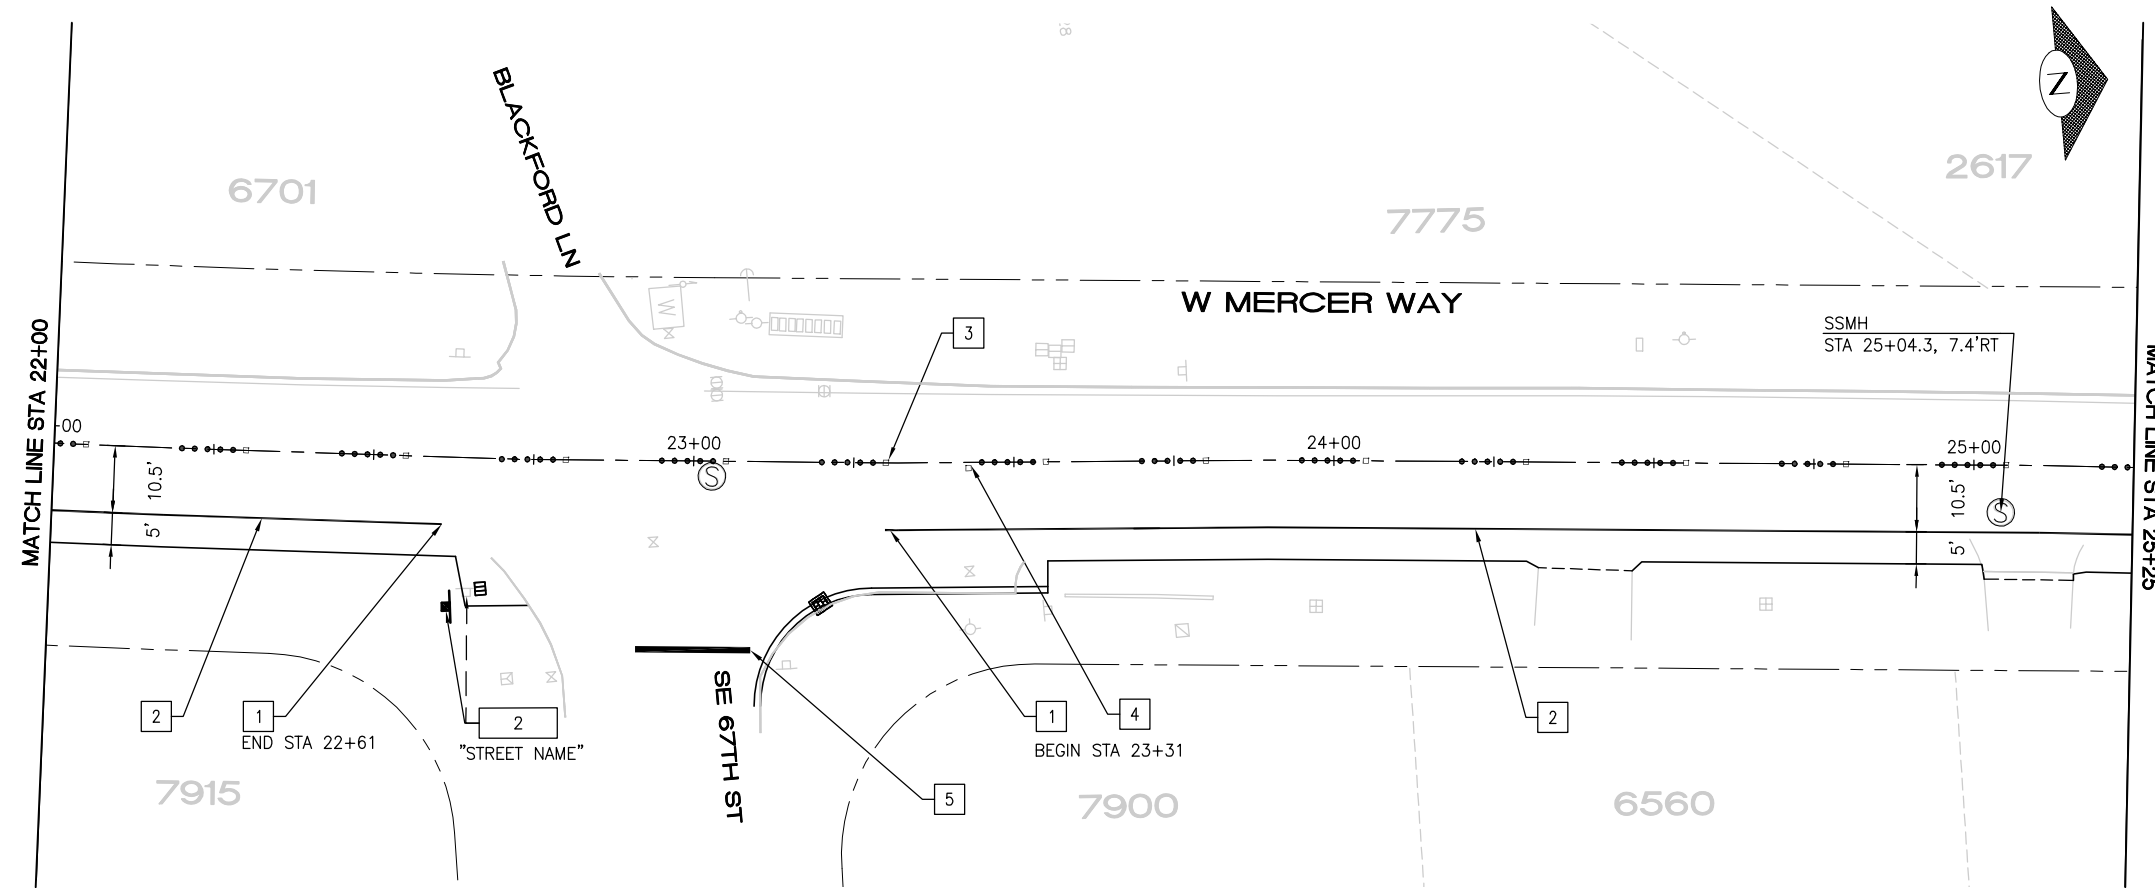 MATCH LINE STA 22+00
BLACKFORD LN
6701
7775
2617
N
W
W MERCER WAY
3
SSMH
STA 25+04.3, 7.4'RT
MATCH LINE STA 25+25
-00
23+00
24+00
25+00
S
S
10.5'
5'
10.5'
5'
2
1
END STA 22+61
2
"STREET NAME"
SE 67TH ST
1
BEGIN STA 23+31
4
2
5
7915
7900
6560